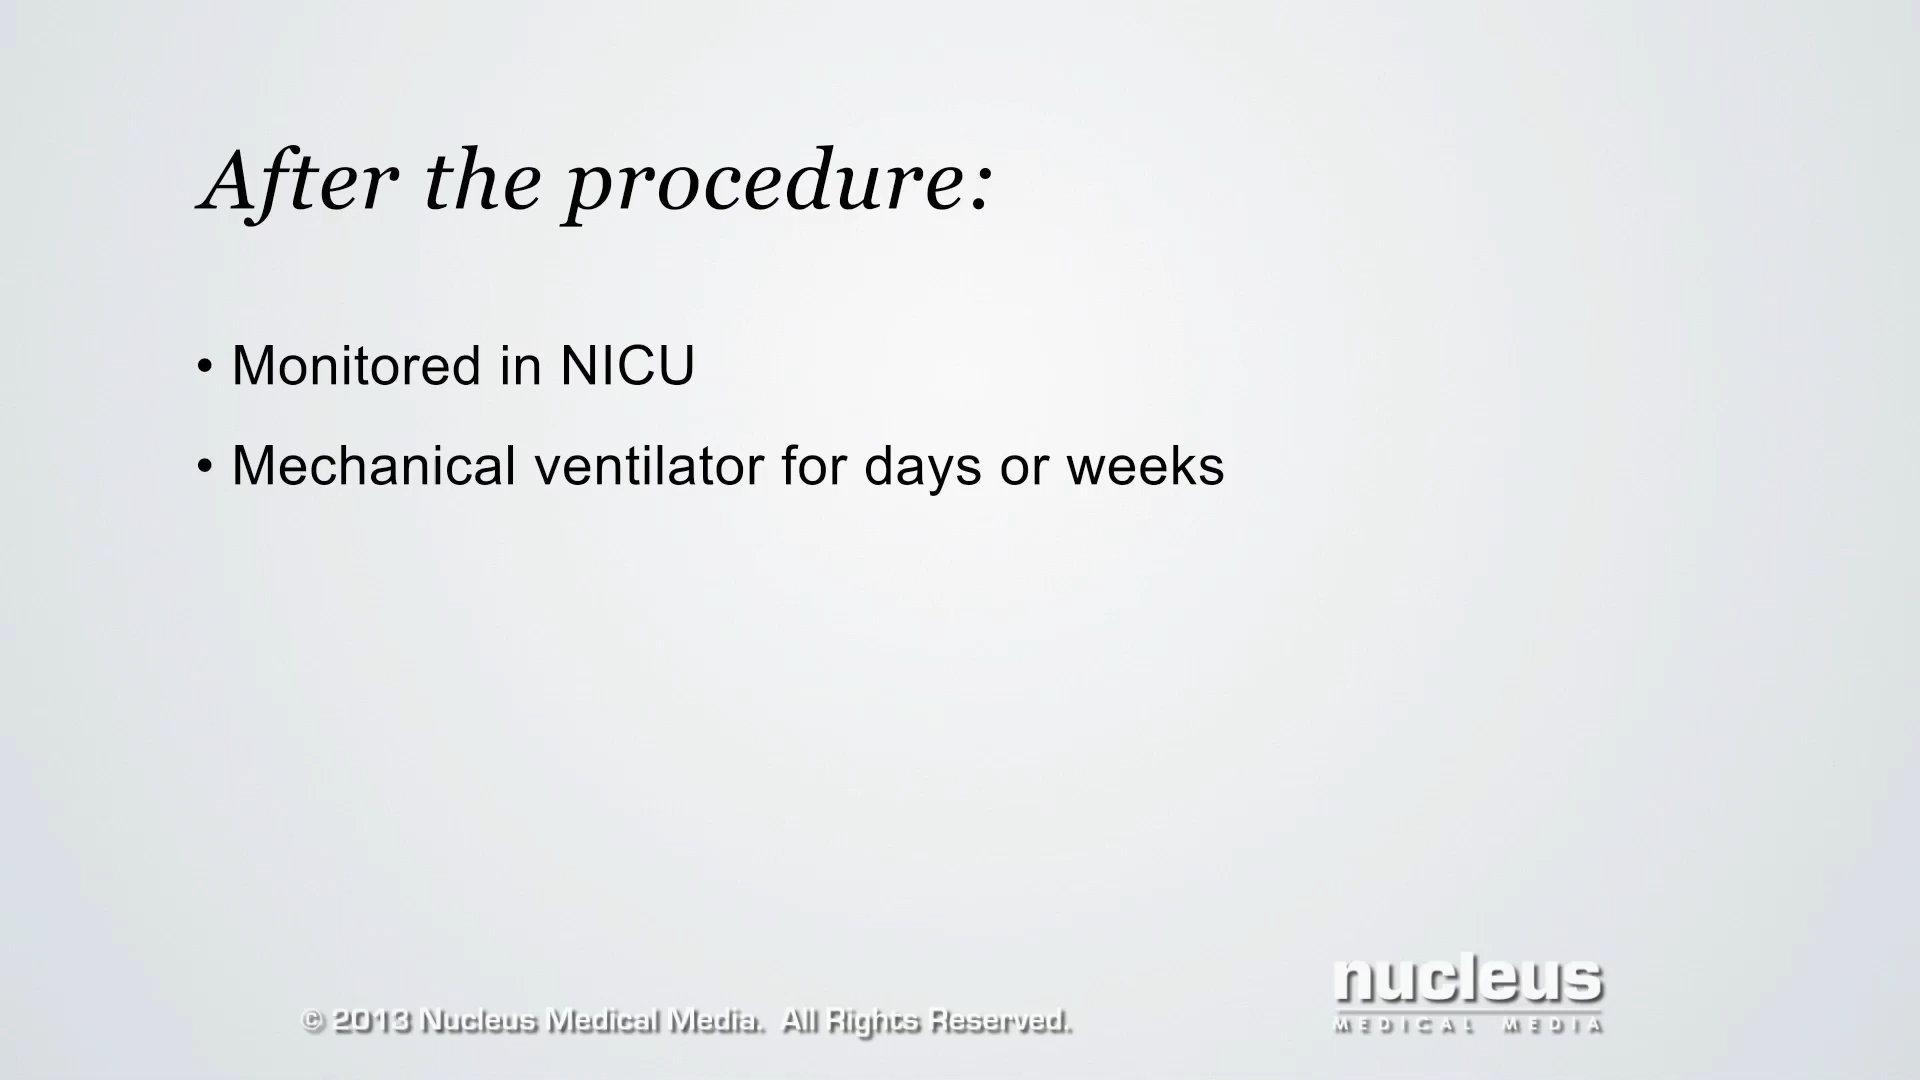 After the procedure:
• Monitored in NICU
• Mechanical ventilator for days or weeks
nucleus
MEDICAL MEDIA
© 2013 Nucleus Medical Media. All Rights Reserved.